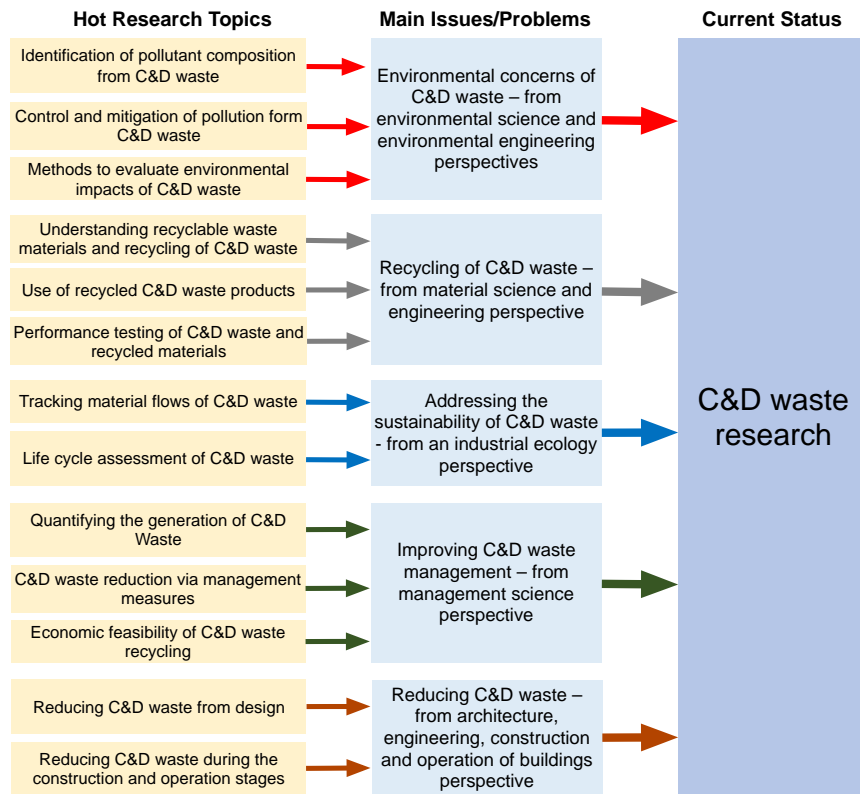 Hot Research Topics
Main Issues/Problems
Current Status
Identification of pollutant composition
from C&D waste
Control and mitigation of pollution form
C&D waste
Methods to evaluate environmental
impacts of C&D waste
Environmental concerns of
C&D waste – from
environmental science and
environmental engineering
perspectives
Understanding recyclable waste
materials and recycling of C&D waste
Use of recycled C&D waste products
Performance testing of C&D waste and
recycled materials
Recycling of C&D waste –
from material science and
engineering perspective
Tracking material flows of C&D waste
Life cycle assessment of C&D waste
Addressing the
sustainability of C&D waste
- from an industrial ecology
perspective
Quantifying the generation of C&D
Waste
C&D waste reduction via management
measures
Economic feasibility of C&D waste
recycling
Improving C&D waste
management – from
management science
perspective
Reducing C&D waste from design
Reducing C&D waste during the
construction and operation stages
Reducing C&D waste –
from architecture,
engineering, construction
and operation of buildings
perspective
C&D waste
research